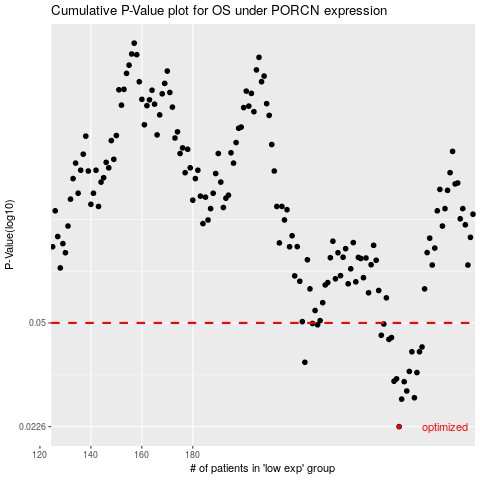 Cumulative P-Value plot for OS under PORCN expression
P-Value(log10)
0.05
0.0226
optimized
120 140 160 180
# of patients in 'low exp' group